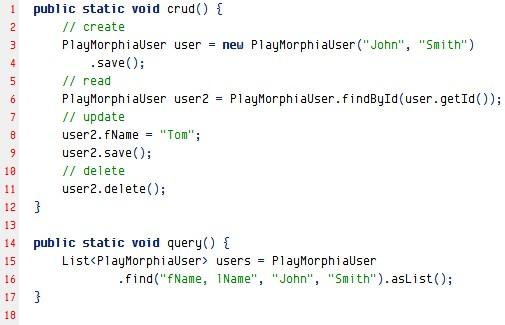 1 public static void crud() {
2 // create
3 PlayMorphiaUser user = new PlayMorphiaUser("John", "Smith")
4 .save();
5 // read
6 PlayMorphiaUser user2 = PlayMorphiaUser.findById(user.getId());
7 // update
8 user2.fName = "Tom";
9 user2.save();
10 // delete
11 user2.delete();
12 }
13
14 public static void query() {
15 List<PlayMorphiaUser> users = PlayMorphiaUser
16 .find("fName, lName", "John", "Smith").asList();
17 }
18